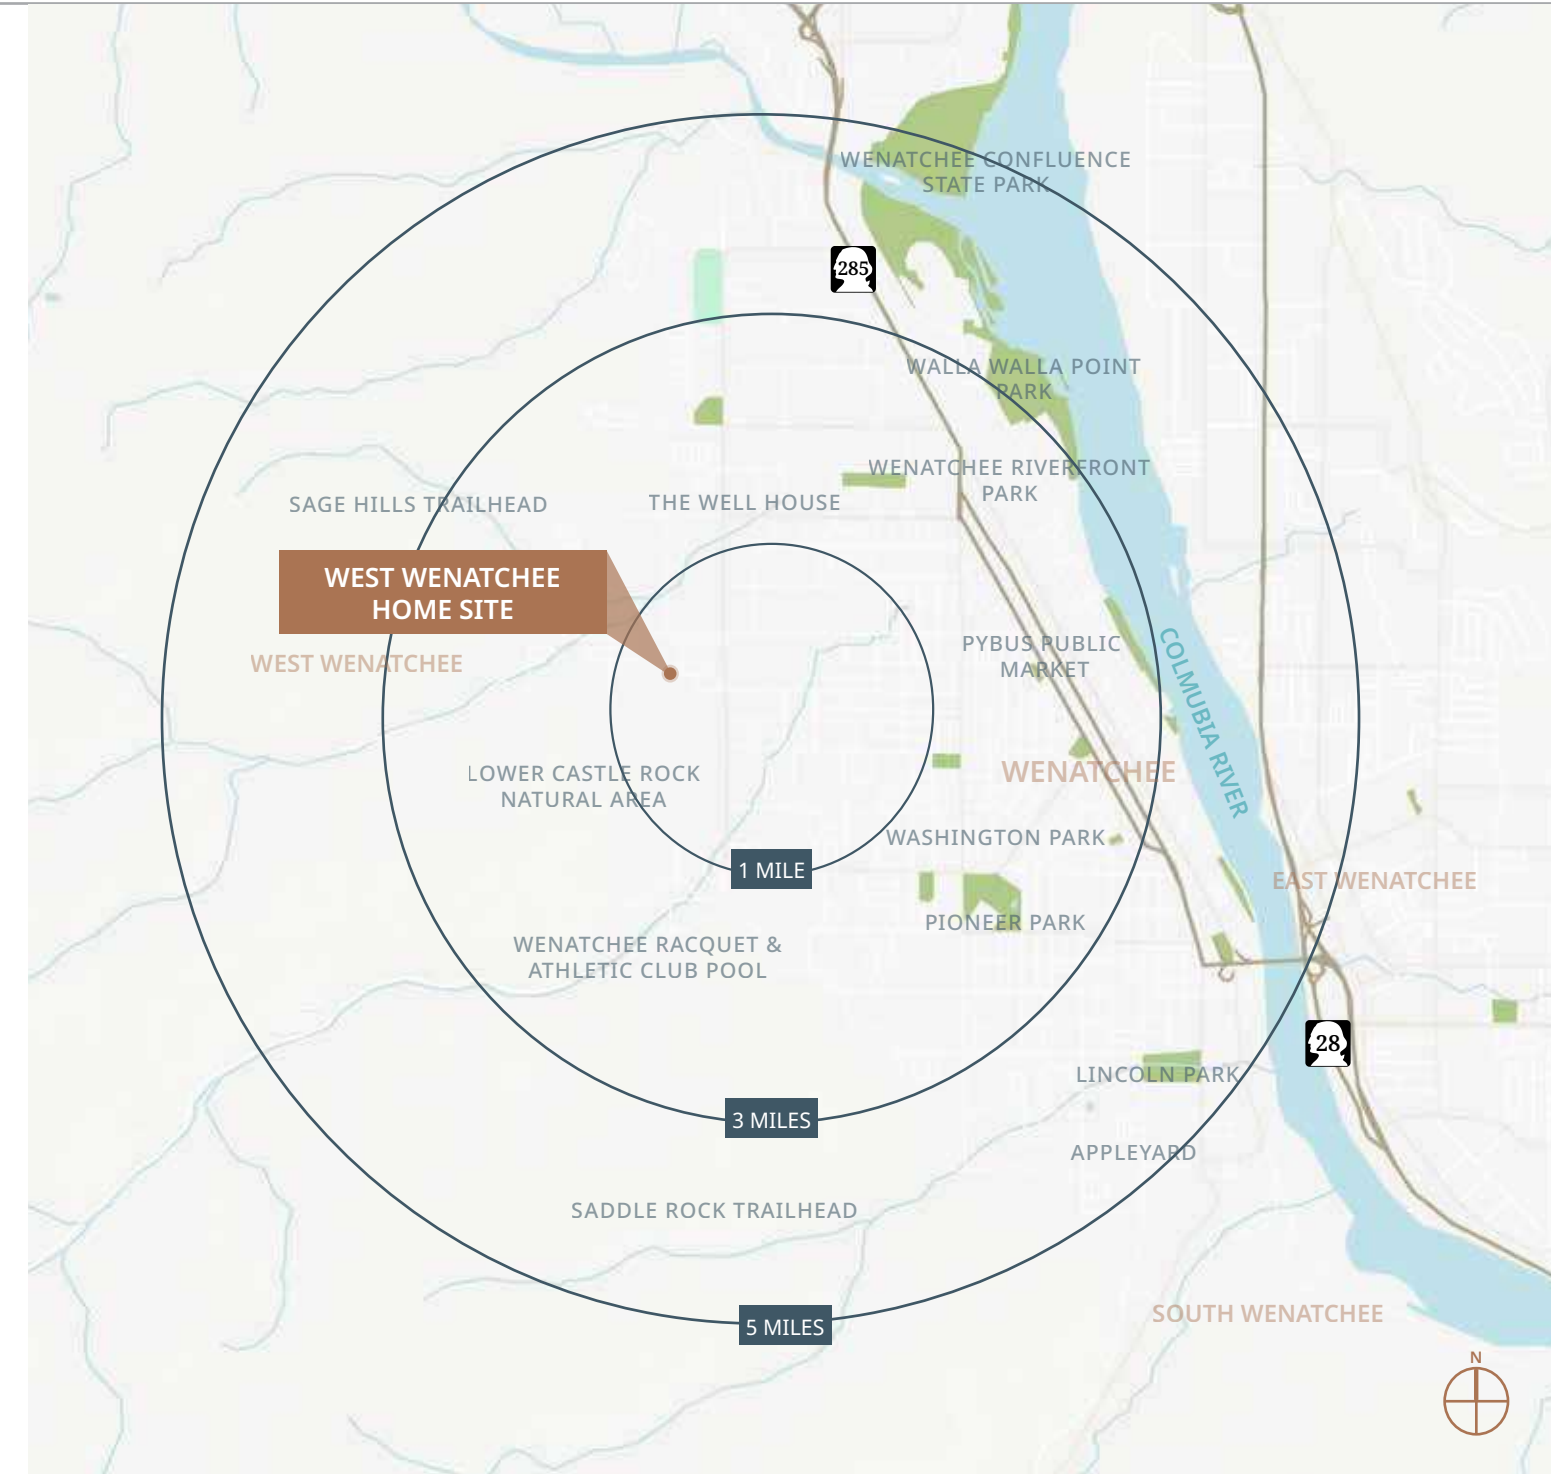 WENATCHEE CONFLUENCE
STATE PARK
285
WALLA WALLA POINT
PARK
WENATCHEE RIVERFRONT
PARK
SAGE HILLS TRAILHEAD
THE WELL HOUSE
WEST WENATCHEE
HOME SITE
WEST WENATCHEE
PYBUS PUBLIC
MARKET
COLMUBIA RIVER
LOWER CASTLE ROCK
NATURAL AREA
WENATCHEE
WASHINGTON PARK
1 MILE
EAST WENATCHEE
PIONEER PARK
WENATCHEE RACQUET &
ATHLETIC CLUB POOL
28
LINCOLN PARK
3 MILES
APPLEYARD
SADDLE ROCK TRAILHEAD
5 MILES
SOUTH WENATCHEE
N